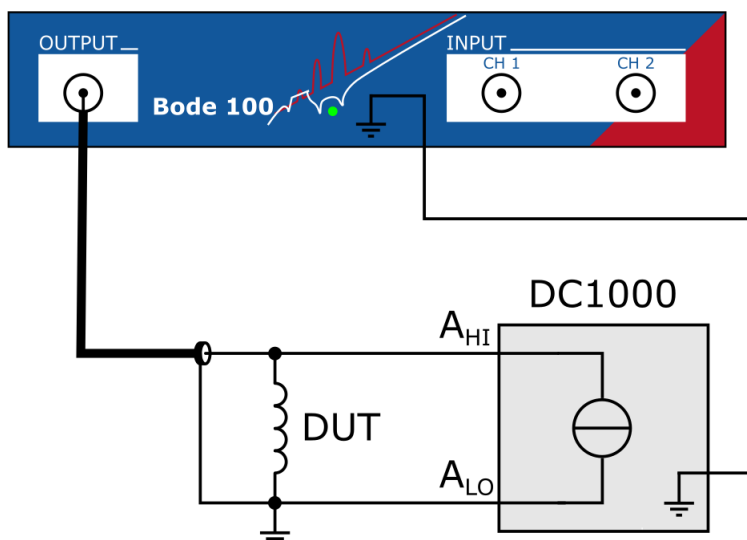 OUTPUT
INPUT
CH 1
CH 2
Bode 100
DC1000
AHI
DUT
ALO